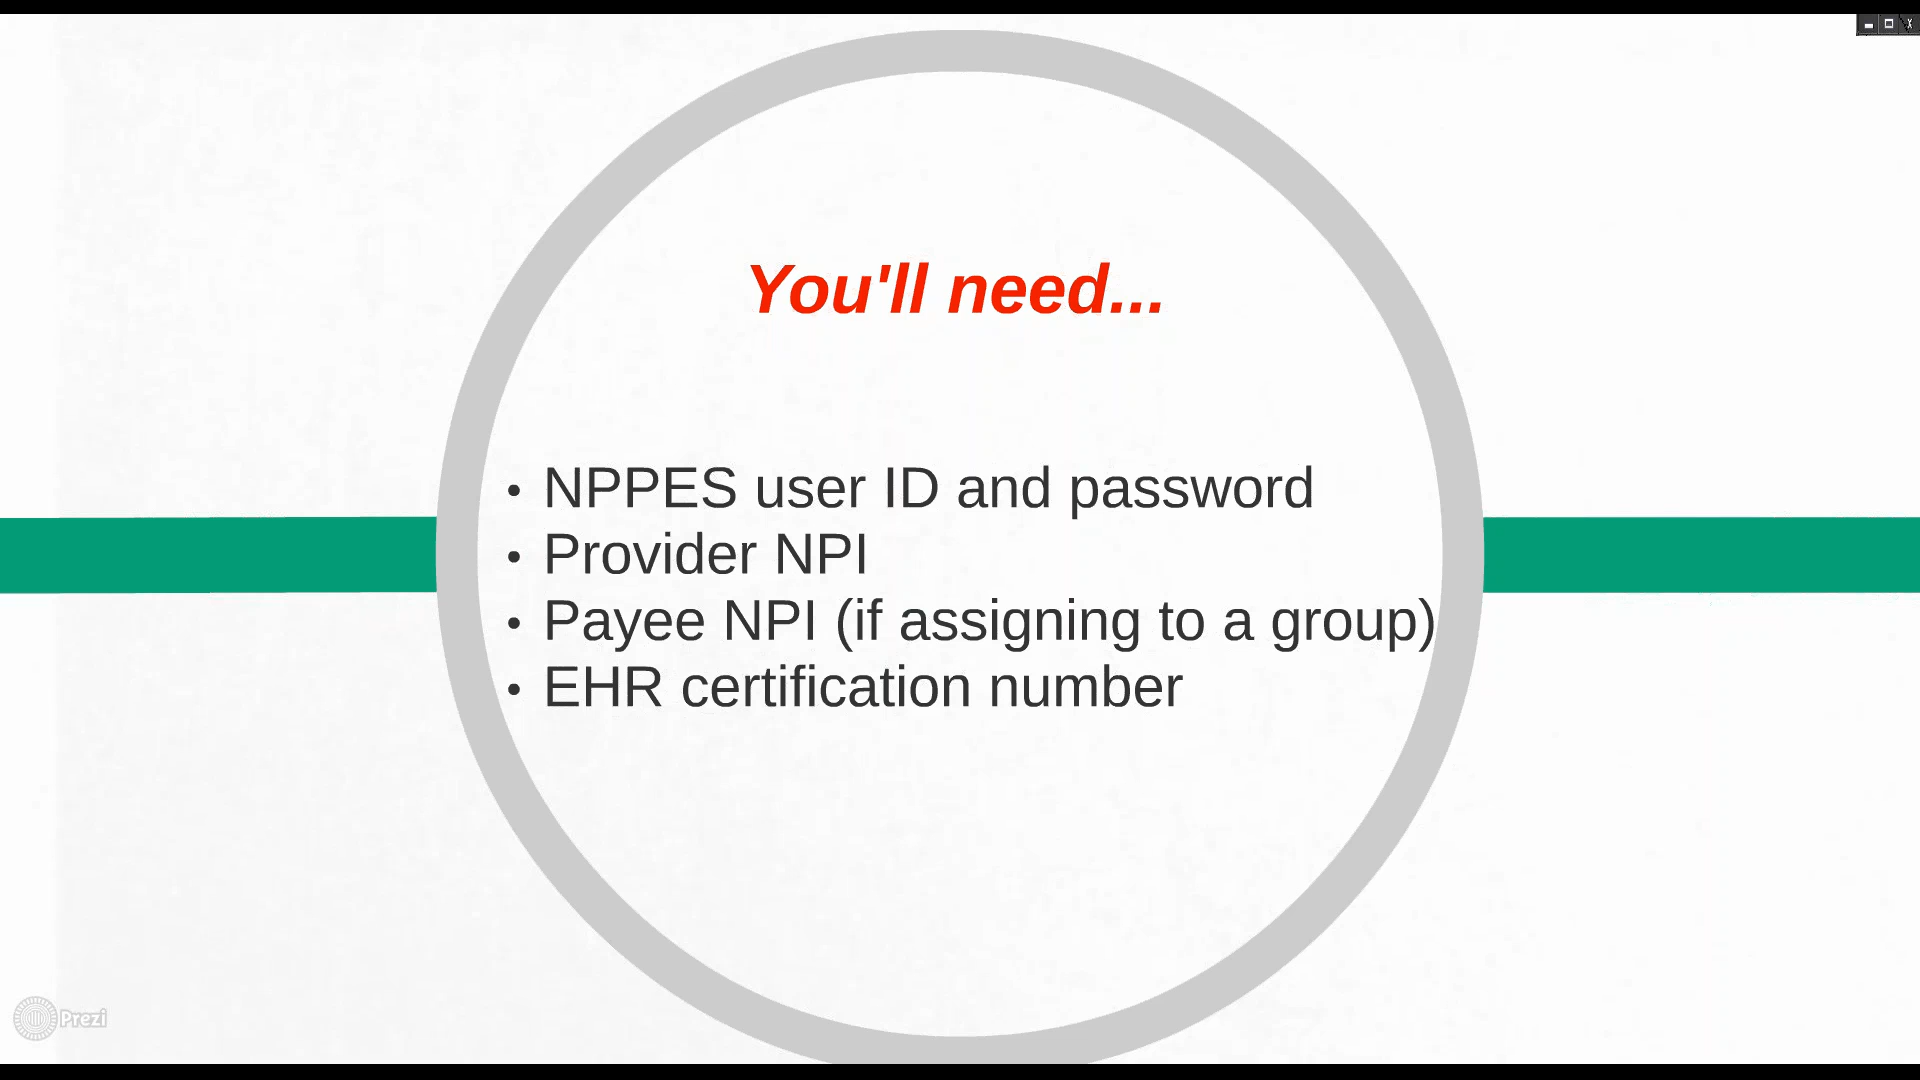 You'll need...
• NPPES user ID and password
• Provider NPI
• Payee NPI (if assigning to a group)
• EHR certification number
Prezi